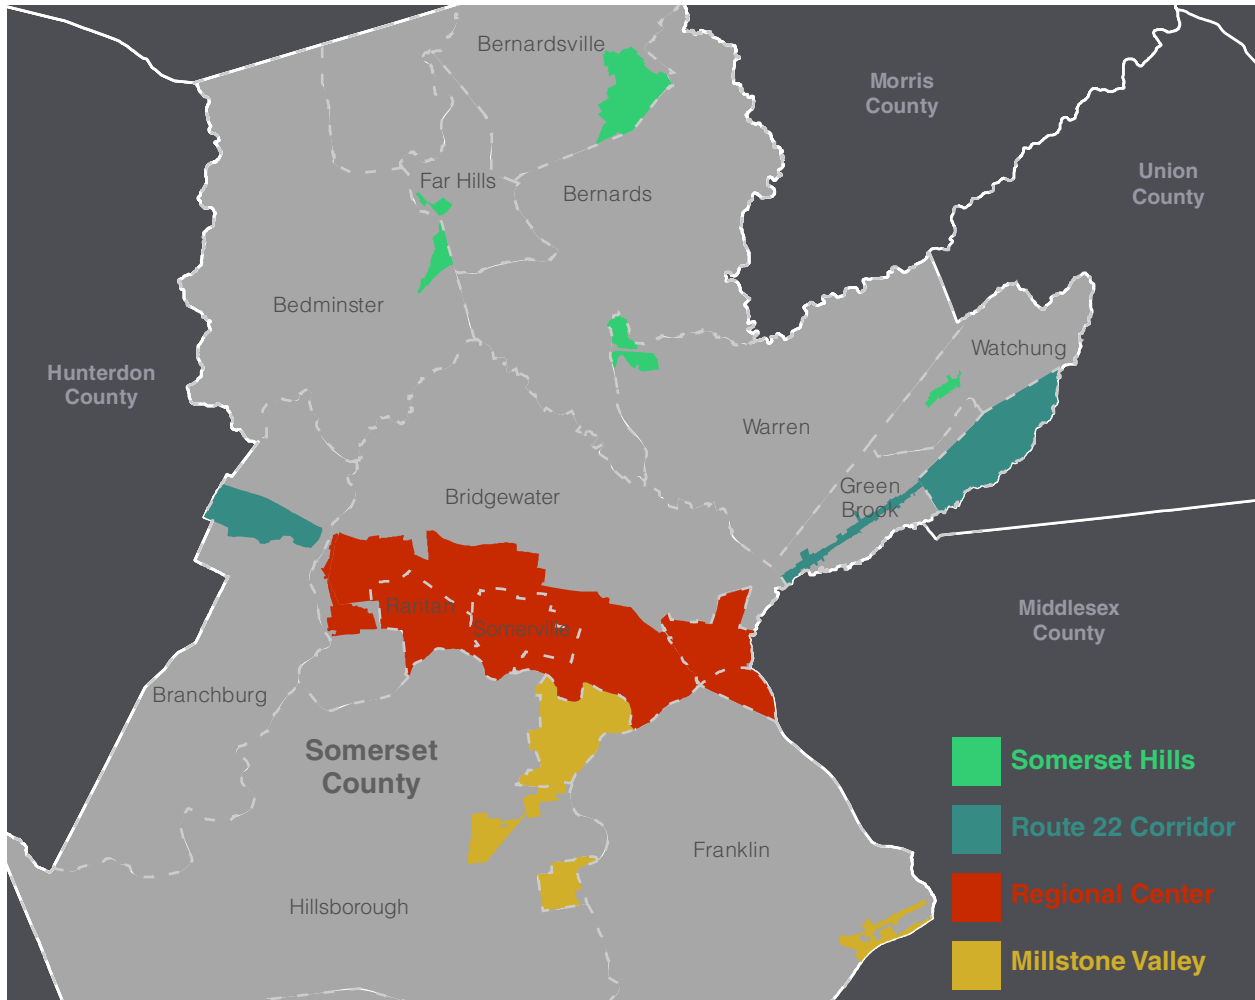 Bernardsville
Morris
County
Union
County
Far Hills
Bernards
Bedminster
Watchung
Hunterdon
County
Warren
Green
Brook
Bridgewater
Raritan
Somerville
Middlesex
County
Branchburg
Somerset
County
Somerset Hills
Route 22 Corridor
Franklin
Regional Center
Hillsborough
Millstone Valley